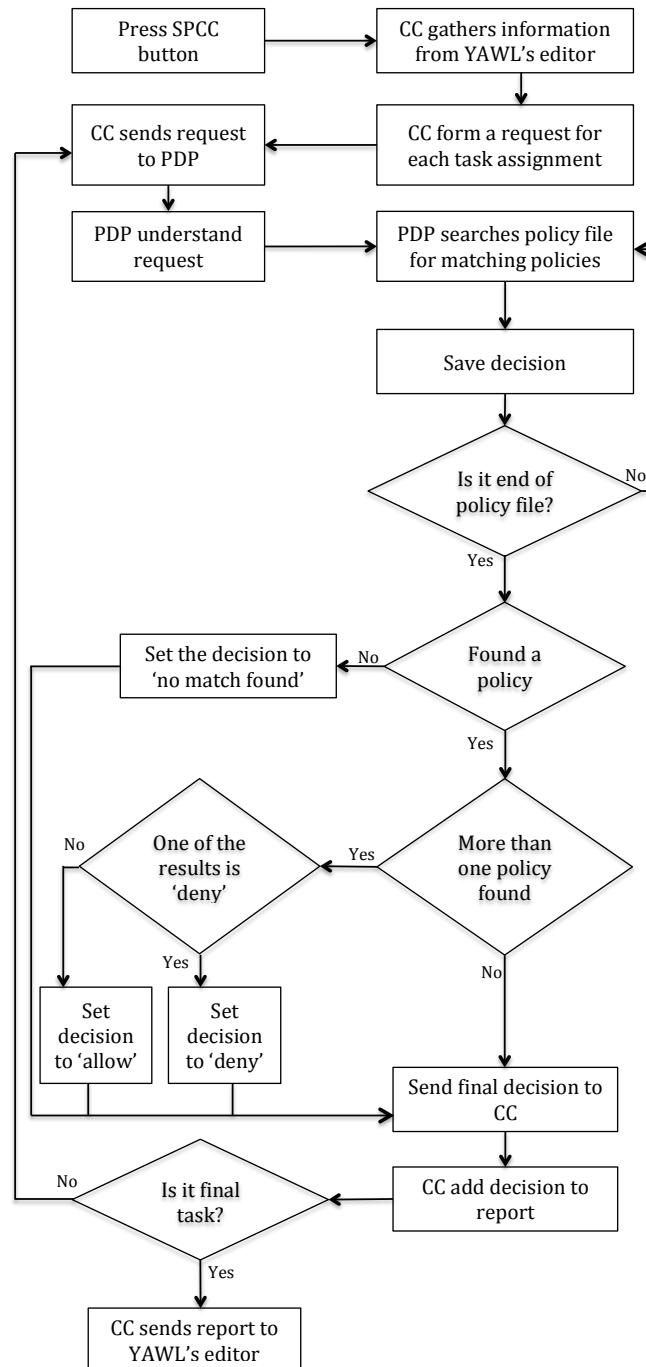 Press SPCC
button
CC gathers information
from YAWL’s editor
CC sends request
to PDP
CC form a request for
each task assignment
PDP understand
request
PDP searches policy file
for matching policies
Save decision
Is it end of
policy file?
No
Yes
Set the decision to
‘no match found’
No
Found a
policy
Yes
No
One of the
results is
‘deny’
Yes
More than
one policy
found
Yes
No
Set
decision
to ‘allow’
Set
decision
to ‘deny’
Send final decision to
CC
No
Is it final
task?
CC add decision to
report
Yes
CC sends report to
YAWL’s editor